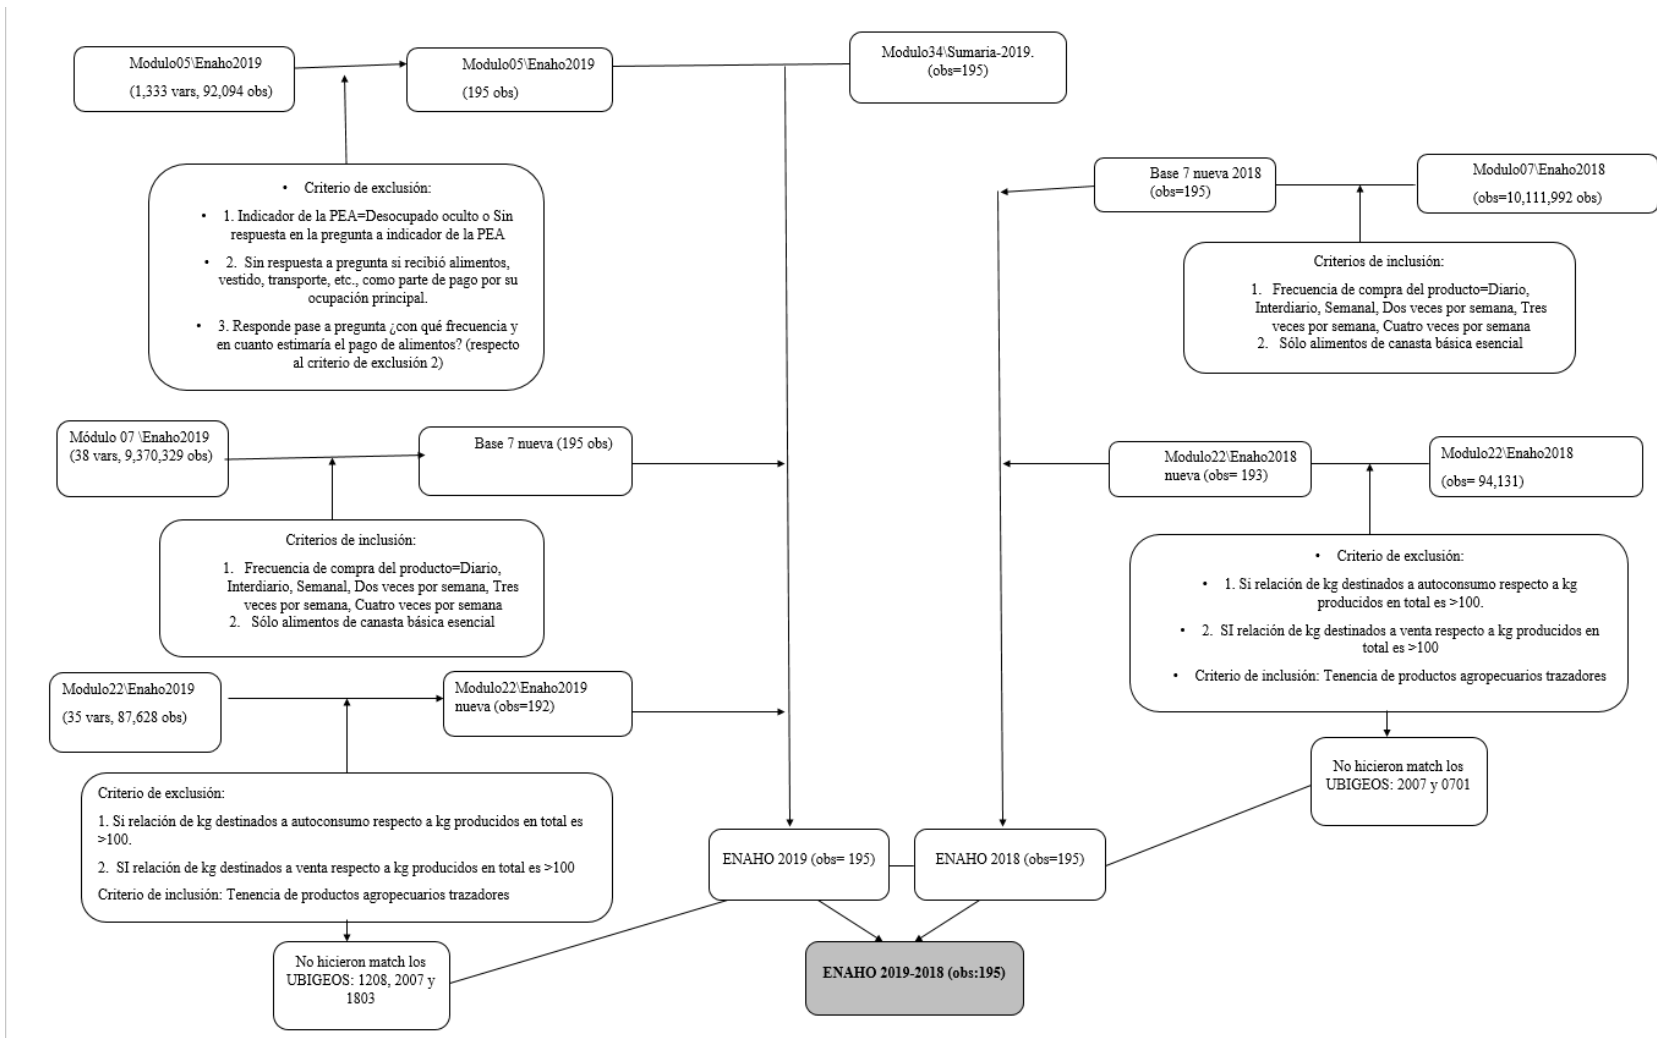 Modulo05\Enaho2019
(1,333 vars, 92,094 obs)
Modulo05\Enaho2019
(195 obs)
Modulo34\Sumaria-2019.
(obs=195)
• Criterio de exclusión:
• 1. Indicador de la PEA=Desocupado oculto o Sin
respuesta en la pregunta a indicador de la PEA
• 2. Sin respuesta a pregunta si recibió alimentos,
vestido, transporte, etc., como parte de pago por su
ocupación principal.
• 3. Responde pase a pregunta ¿con qué frecuencia y
en cuanto estimaría el pago de alimentos? (respecto
al criterio de exclusión 2)
Base 7 nueva 2018
(obs=195)
Modulo07\Enaho2018
(obs=10,111,992 obs)
Criterios de inclusión:
1. Frecuencia de compra del producto=Diario,
Interdiario, Semanal, Dos veces por semana, Tres
veces por semana, Cuatro veces por semana
2. Sólo alimentos de canasta básica esencial
Módulo 07 \Enaho2019
(38 vars, 9,370,329 obs)
Base 7 nueva (195 obs)
Criterios de inclusión:
1. Frecuencia de compra del producto=Diario,
Interdiario, Semanal, Dos veces por semana, Tres
veces por semana, Cuatro veces por semana
2. Sólo alimentos de canasta básica esencial
Modulo22\Enaho2018
nueva (obs= 193)
Modulo22\Enaho2018
(obs= 94,131)
• Criterio de exclusión:
• 1. Si relación de kg destinados a autoconsumo respecto a kg
producidos en total es >100.
• 2. SI relación de kg destinados a venta respecto a kg producidos en
total es >100
• Criterio de inclusión: Tenencia de productos agropecuarios trazadores
Modulo22\Enaho2019
(35 vars, 87,628 obs)
Modulo22\Enaho2019
nueva (obs=192)
Criterio de exclusión:
1. Si relación de kg destinados a autoconsumo respecto a kg producidos en total es
>100.
2. SI relación de kg destinados a venta respecto a kg producidos en total es >100
Criterio de inclusión: Tenencia de productos agropecuarios trazadores
No hicieron match los
UBIGEOS: 2007 y 0701
ENAHO 2019 (obs= 195)
ENAHO 2018 (obs=195)
No hicieron match los
UBIGEOS: 1208, 2007 y
1803
ENAHO 2019-2018 (obs:195)